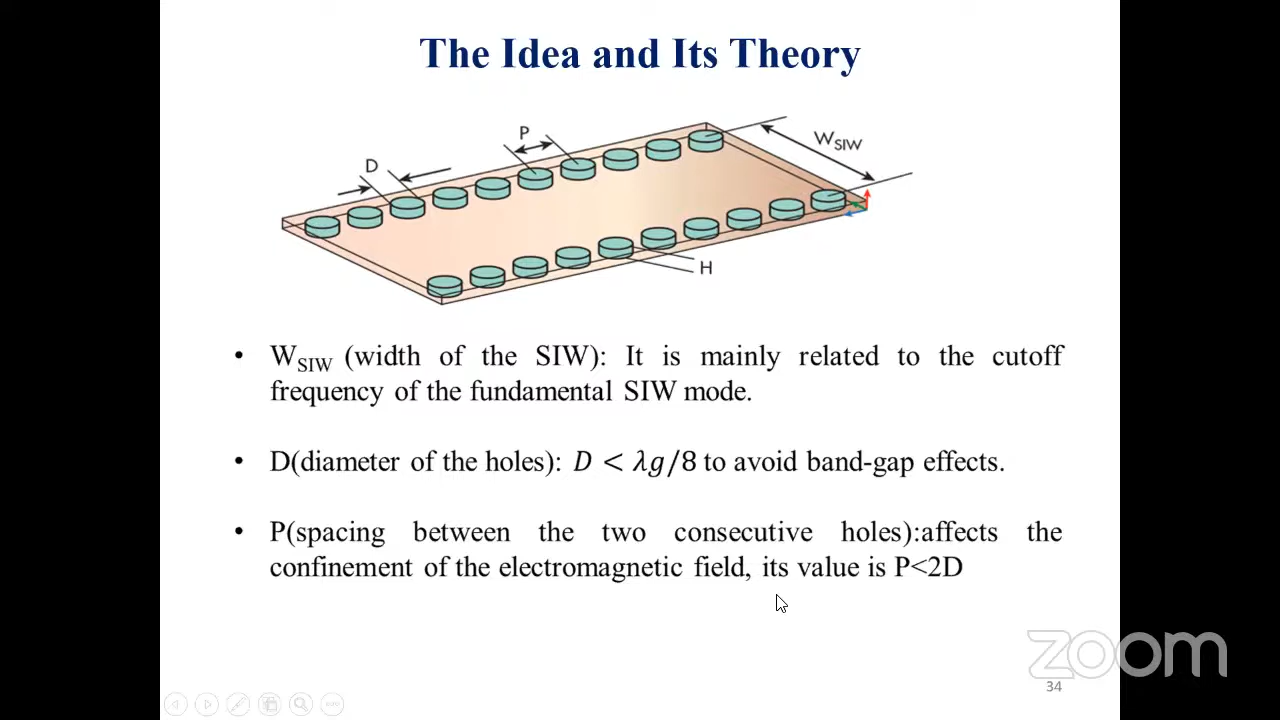 The Idea and Its Theory
P
D
W_SIW
H
• W_SIW (width of the SIW): It is mainly related to the cutoff
frequency of the fundamental SIW mode.
• D(diameter of the holes): D < λg/8 to avoid band-gap effects.
• P(spacing between the two consecutive holes):affects the
confinement of the electromagnetic field, its value is P<2D
zoom
34